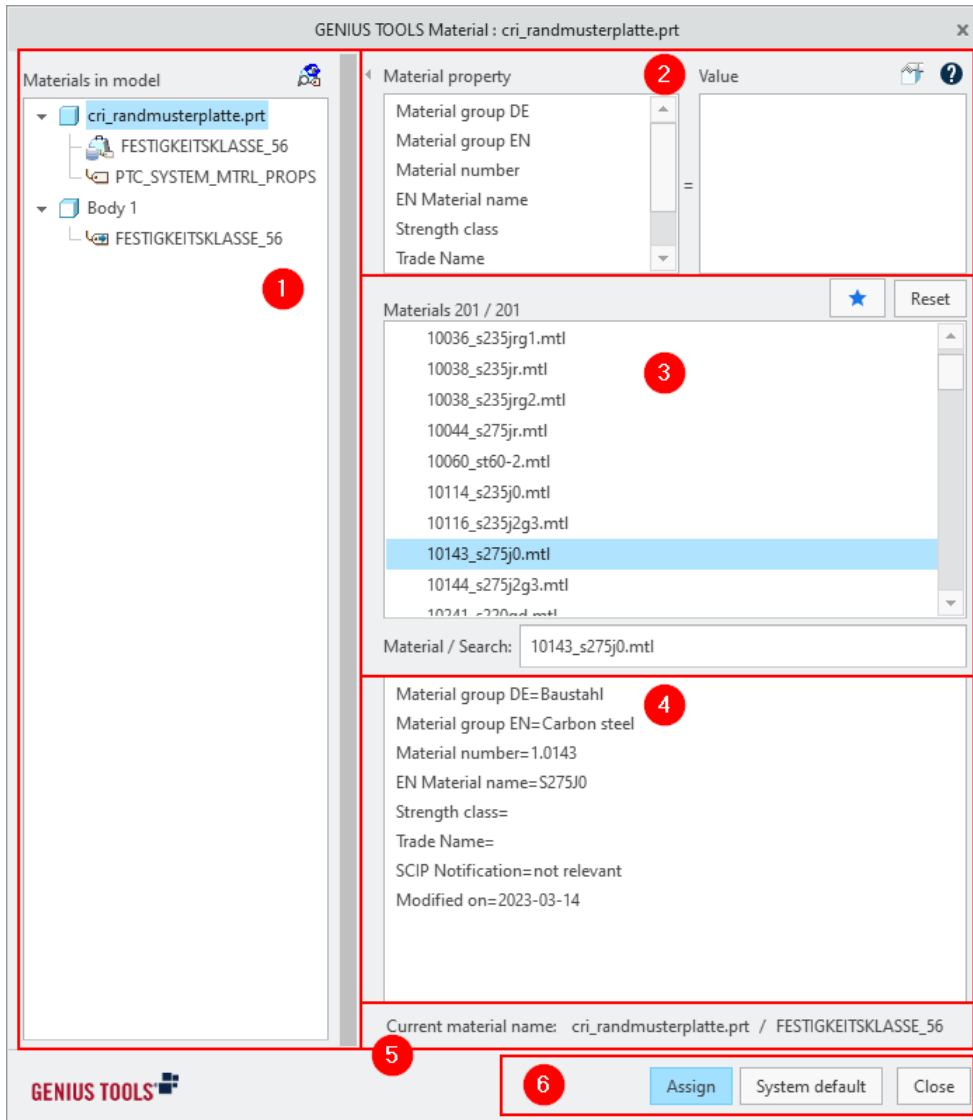 GENIUS TOOLS Material : cri_randmusterplatte.prt x
Materials in model
cri_randmusterplatte.prt
FESTIGKEITSKLASSE_56
PTC_SYSTEM_MTRL_PROPS
Body 1
FESTIGKEITSKLASSE_56
1
Material property 2 Value ?
Material group DE
Material group EN
Material number
=
EN Material name
Strength class
Trade Name
Materials 201 / 201 Reset
10036_s235jrg1.mtl
10038_s235jr.mtl
3
10038_s235jrg2.mtl
10044_s275jr.mtl
10060_st60-2.mtl
10114_s235j0.mtl
10116_s235j2g3.mtl
10143_s275j0.mtl
10144_s275j2g3.mtl
10241_s220gd.mtl
Material / Search: 10143_s275j0.mtl
Material group DE=Baustahl
4
Material group EN=Carbon steel
Material number=1.0143
EN Material name=S275J0
Strength class=
Trade Name=
SCIP Notification=not relevant
Modified on=2023-03-14
Current material name: cri_randmusterplatte.prt / FESTIGKEITSKLASSE_56
5
GENIUS TOOLS 6 Assign System default Close